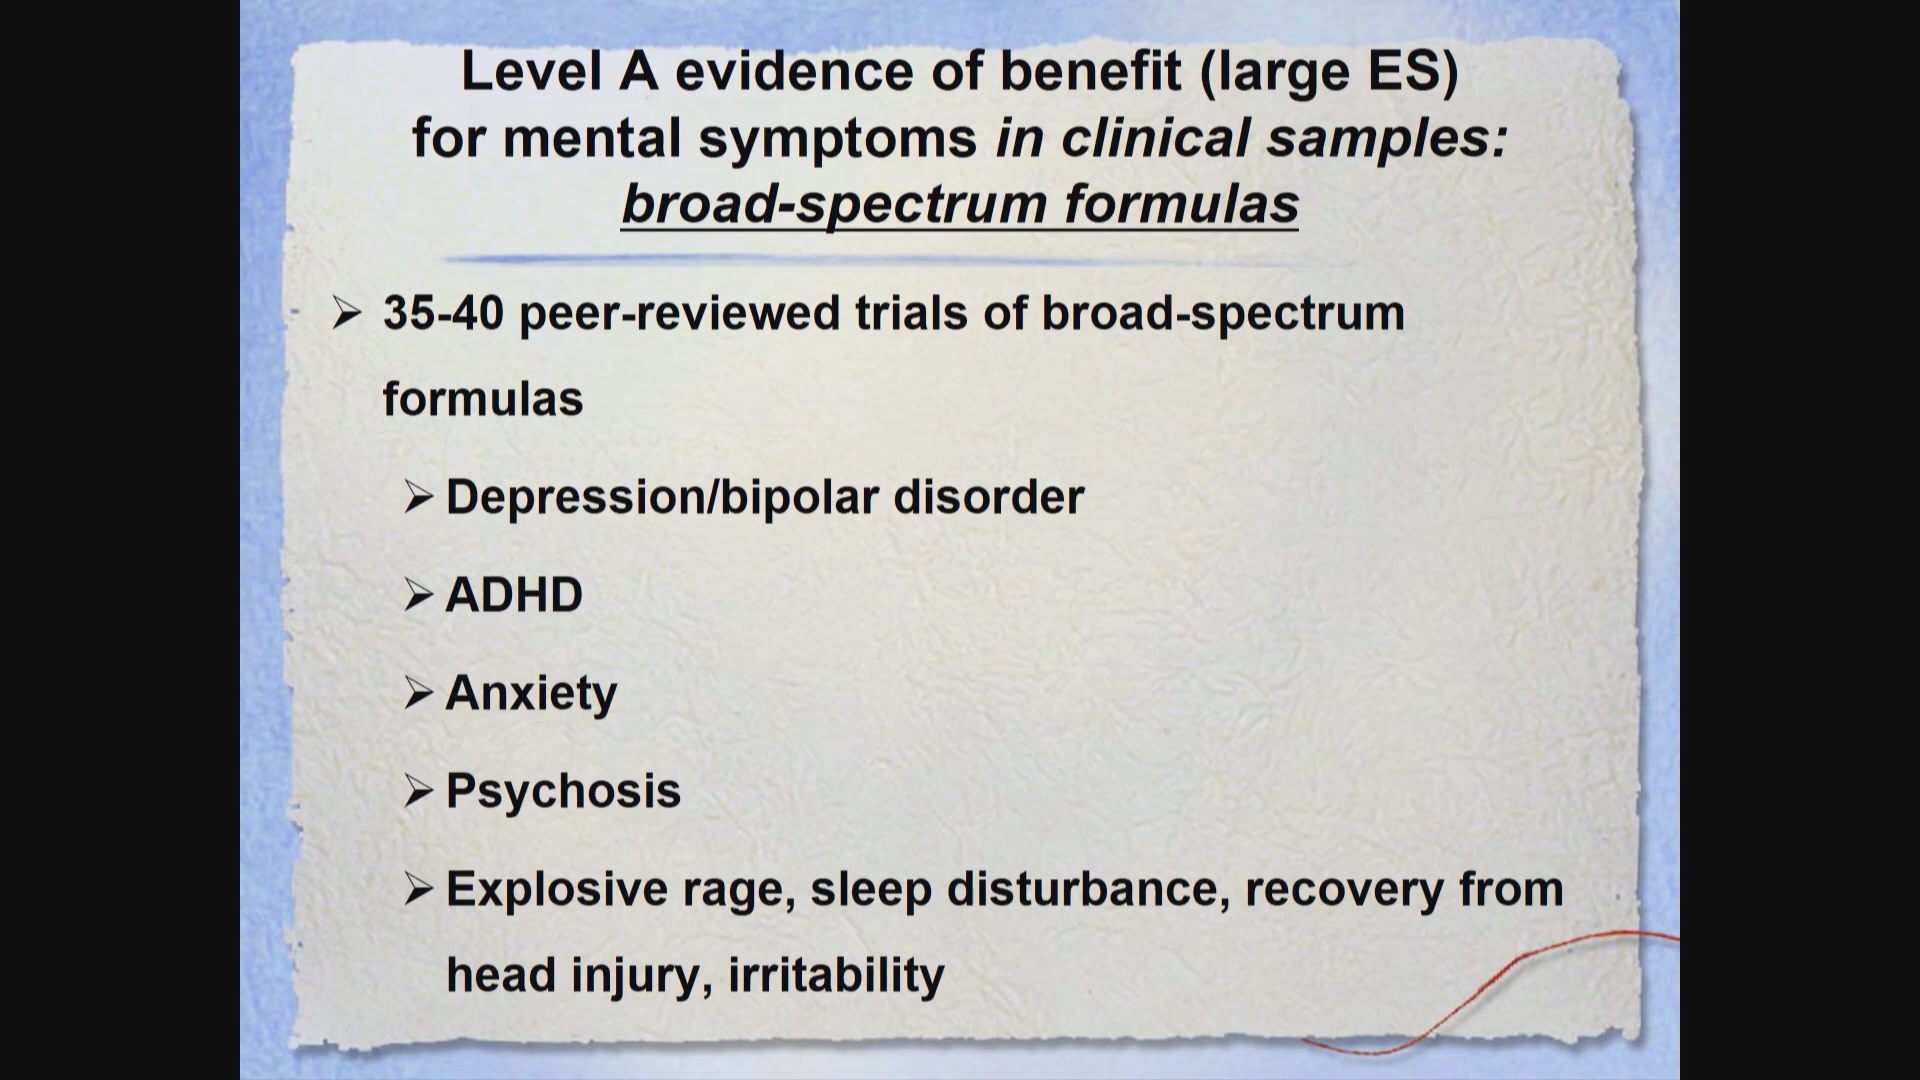 Level A evidence of benefit (large ES)
for mental symptoms in clinical samples:
broad-spectrum formulas
➢ 35-40 peer-reviewed trials of broad-spectrum
formulas
➢ Depression/bipolar disorder
➢ ADHD
➢ Anxiety
➢ Psychosis
➢ Explosive rage, sleep disturbance, recovery from
head injury, irritability